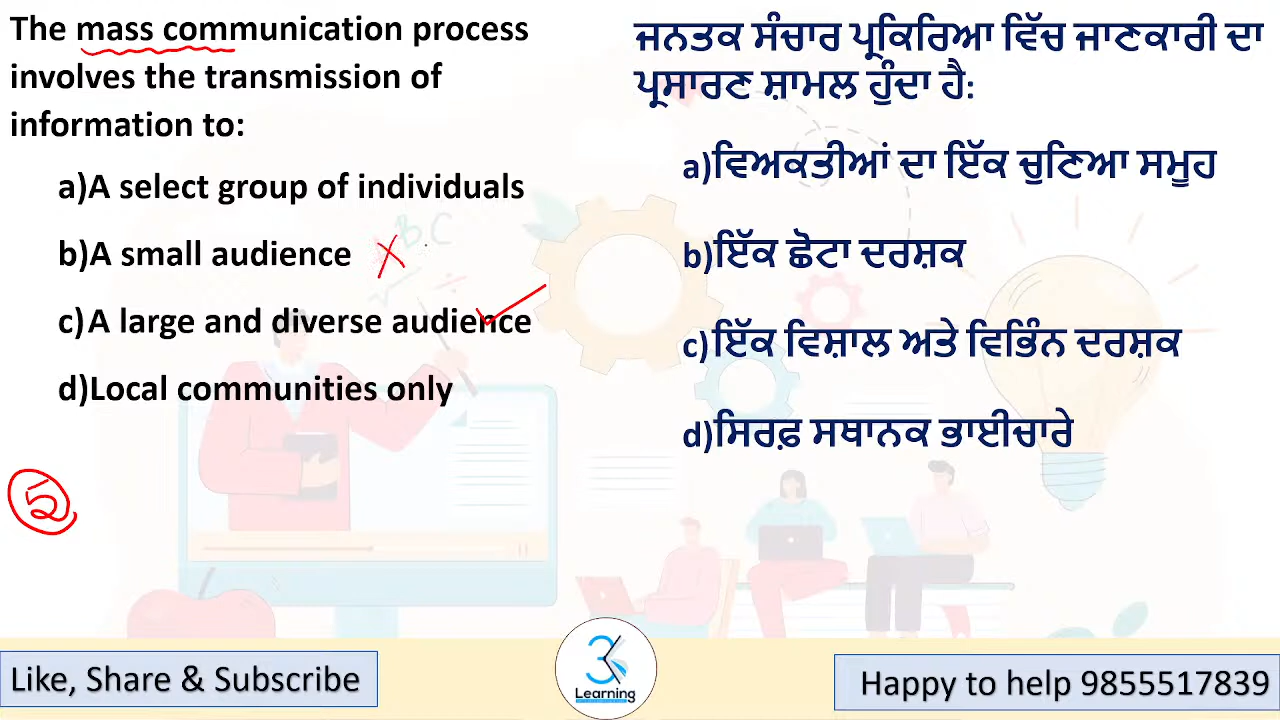 The mass communication process
involves the transmission of
information to:
a)A select group of individuals
b)A small audience
c)A large and diverse audience
d)Local communities only
ਜਨਤਕ ਸੰਚਾਰ ਪ੍ਰਕਿਰਿਆ ਵਿੱਚ ਜਾਣਕਾਰੀ ਦਾ
ਪ੍ਰਸਾਰਣ ਸ਼ਾਮਲ ਹੁੰਦਾ ਹੈ:
a)ਵਿਅਕਤੀਆਂ ਦਾ ਇੱਕ ਚੁਣਿਆ ਸਮੂਹ
b)ਇੱਕ ਛੋਟਾ ਦਰਸ਼ਕ
c)ਇੱਕ ਵਿਸ਼ਾਲ ਅਤੇ ਵਿਭਿੰਨ ਦਰਸ਼ਕ
d)ਸਿਰਫ਼ ਸਥਾਨਕ ਭਾਈਚਾਰੇ
BC
Like, Share & Subscribe
Learning
Happy to help 9855517839